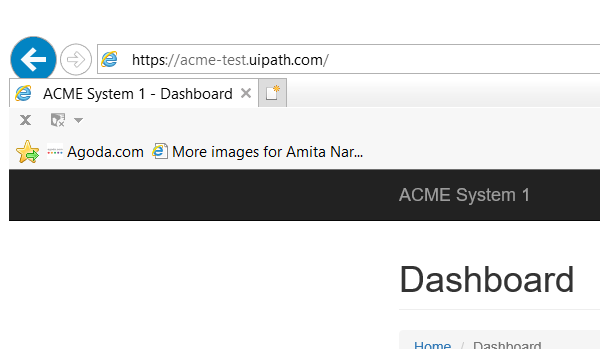 https://acme-test.uipath.com/
ACME System 1 - Dashboard
Agoda.com More images for Amita Nar...
ACME System 1
Dashboard
Home / Dashboard